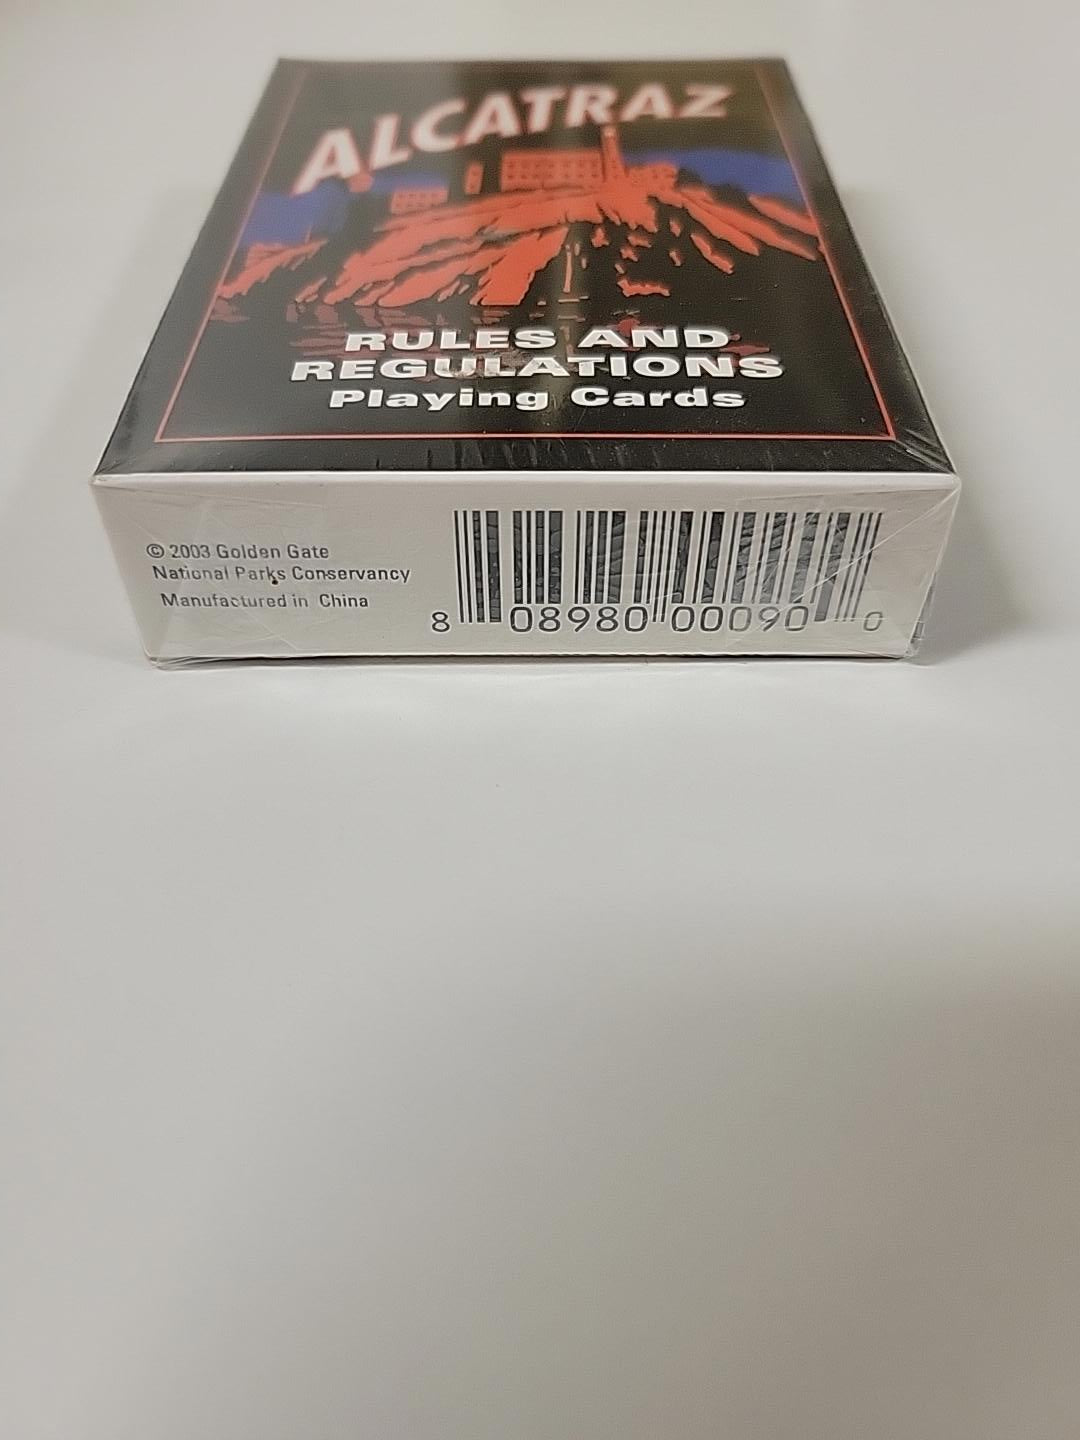 ALCATRAZ
RULES AND
REGULATIONS
Playing Cards
© 2003 Golden Gate
National Parks Conservancy
Manufactured in China
8 08980 00090 0